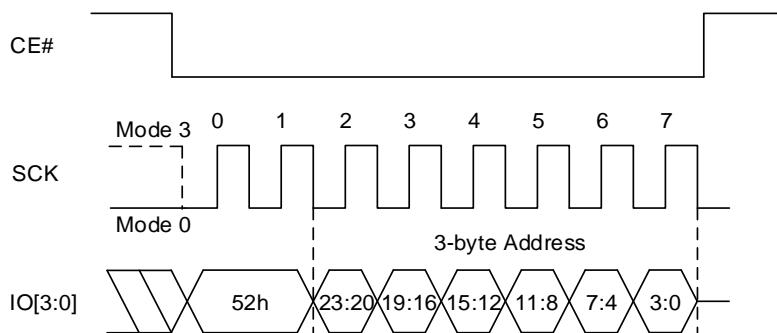 CE#
Mode 3
0 1 2 3 4 5 6 7
SCK
Mode 0
3-byte Address
IO[3:0]
52h 23:20 19:16 15:12 11:8 7:4 3:0